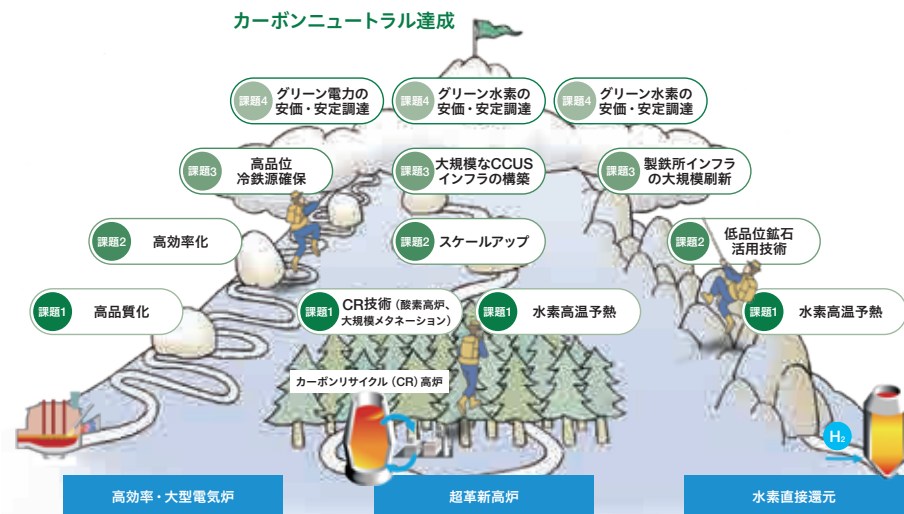 カーボンニュートラル達成
課題4 グリーン電力の
安価・安定調達
課題4 グリーン水素の
安価・安定調達
課題4 グリーン水素の
安価・安定調達
課題3 高品位
冷鉄源確保
課題3 大規模なCCUS
インフラの構築
課題3 製鉄所インフラ
の大規模刷新
課題2 高効率化
課題2 スケールアップ
課題2 低品位鉱石
活用技術
課題1 高品質化
課題1 CR技術（酸素高炉、
大規模メタネーション）
課題1 水素高温予熱
課題1 水素高温予熱
カーボンリサイクル（CR）高炉
H₂
高効率・大型電気炉
超革新高炉
水素直接還元